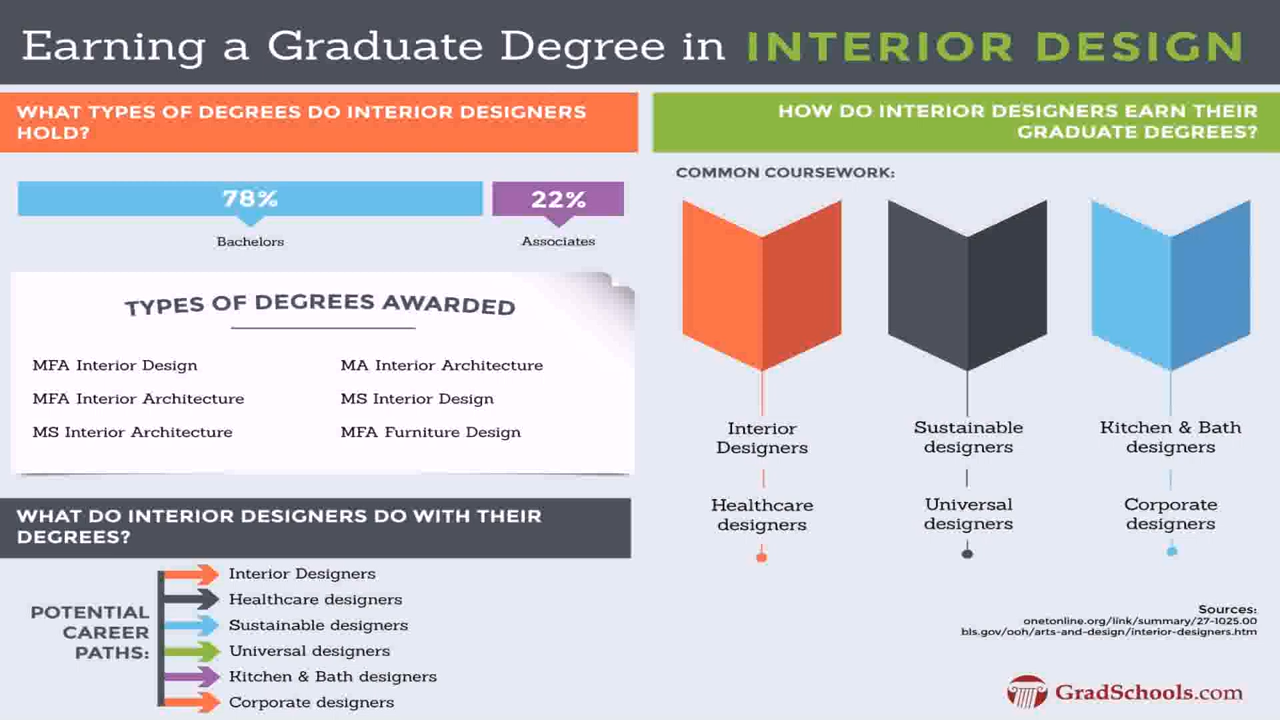 Earning a Graduate Degree in INTERIOR DESIGN
WHAT TYPES OF DEGREES DO INTERIOR DESIGNERS
HOLD?
78%
22%
Bachelors
Associates
TYPES OF DEGREES AWARDED
MFA Interior Design
MA Interior Architecture
MFA Interior Architecture
MS Interior Design
MS Interior Architecture
MFA Furniture Design
WHAT DO INTERIOR DESIGNERS DO WITH THEIR
DEGREES?
POTENTIAL
CAREER
PATHS:
Interior Designers
Healthcare designers
Sustainable designers
Universal designers
Kitchen & Bath designers
Corporate designers
HOW DO INTERIOR DESIGNERS EARN THEIR
GRADUATE DEGREES?
COMMON COURSEWORK:
Interior
Designers
Sustainable
designers
Kitchen & Bath
designers
Healthcare
designers
Universal
designers
Corporate
designers
Sources:
onetonline.org/link/summary/27-1025.00
bls.gov/ooh/arts-and-design/interior-designers.htm
GradSchools.com